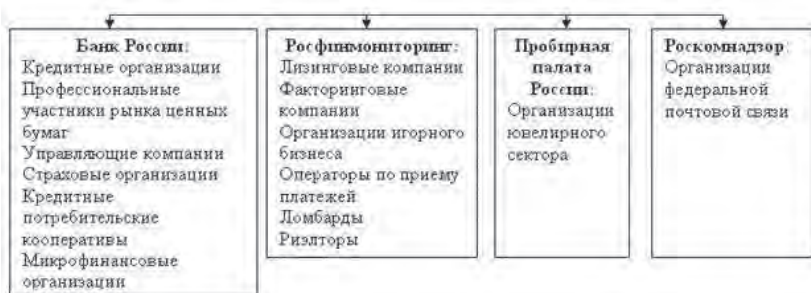 Банк России:
Кредитные организации
Профессиональные
участники рынка ценных
бумаг
Управляющие компании
Страховые организации
Кредитные
потребительские
кооперативы
Микрофинансовые
организации
Росфинмониторинг:
Лизинговые компании
Факторинговые
компании
Организации игорного
бизнеса
Операторы по приему
платежей
Ломбарды
Риэлторы
Пробирная
палата
России:
Организации
ювелирного
сектора
Роскомнадзор:
Организации
федеральной
почтовой связи